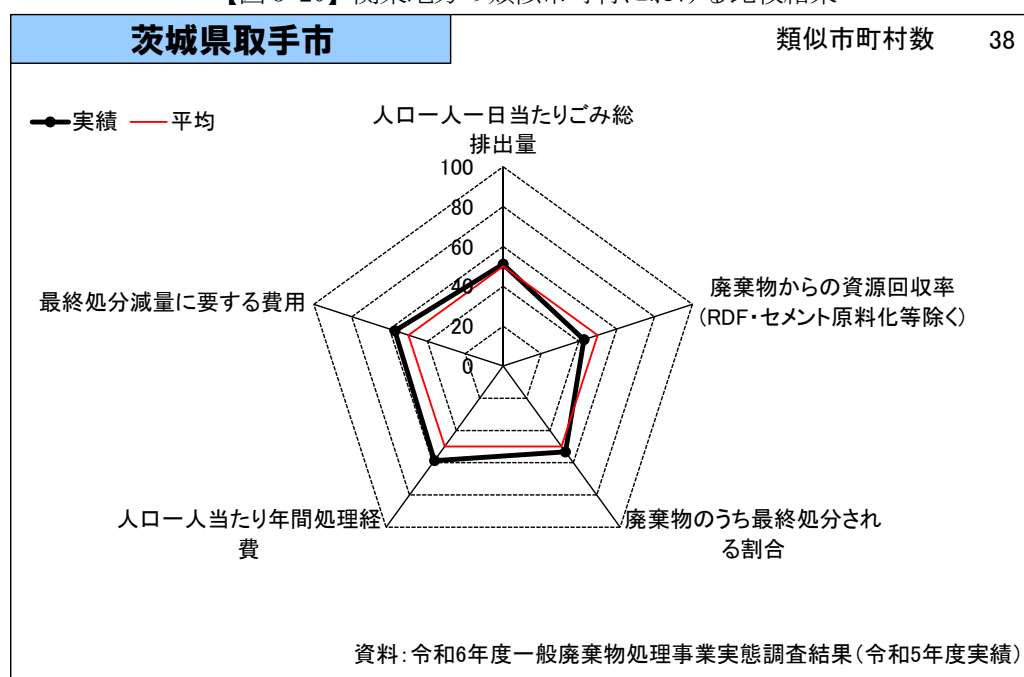 茨城県取手市
類似市町村数 38
実績 平均
人口一人一日当たりごみ総
排出量
100
80
60
40
20
0
廃棄物からの資源回収率
(RDF・セメント原料化等除く)
最終処分減量に要する費用
人口一人当たり年間処理経
費
廃棄物のうち最終処分され
る割合
資料:令和6年度一般廃棄物処理事業実態調査結果(令和5年度実績)